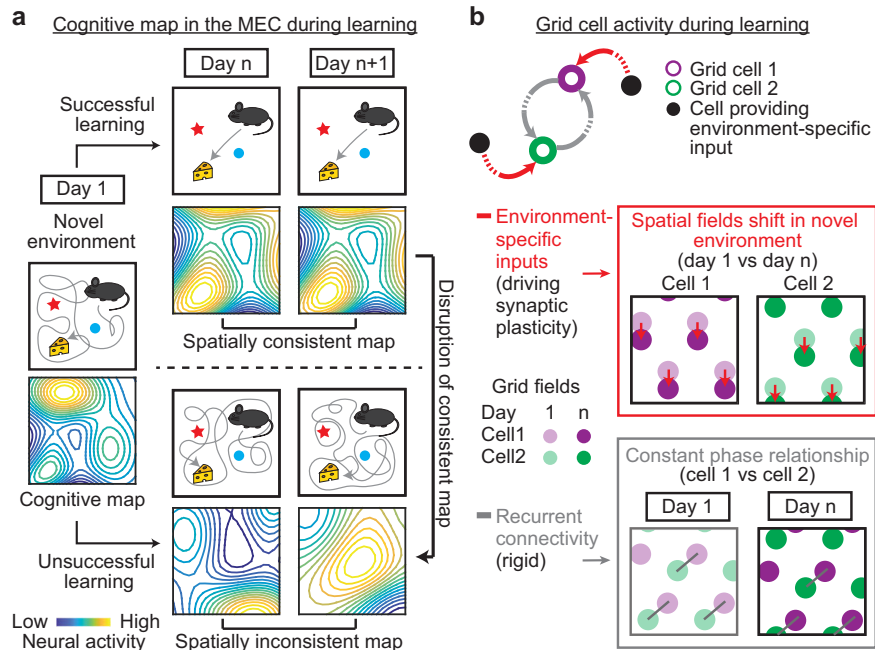 a
Cognitive map in the MEC during learning
Day n
Day n+1
Successful
learning
Day 1
Novel
environment
Spatially consistent map
Disruption of consistent map
Cognitive map
Unsuccessful
learning
Low
High
Neural activity
Spatially inconsistent map
b
Grid cell activity during learning
Grid cell 1
Grid cell 2
Cell providing
environment-specific
input
Environment-
specific
inputs
(driving
synaptic
plasticity)
Spatial fields shift in novel
environment
(day 1 vs day n)
Cell 1
Cell 2
Grid fields
Day 1 n
Cell1
Cell2
Recurrent
connectivity
(rigid)
Constant phase relationship
(cell 1 vs cell 2)
Day 1
Day n